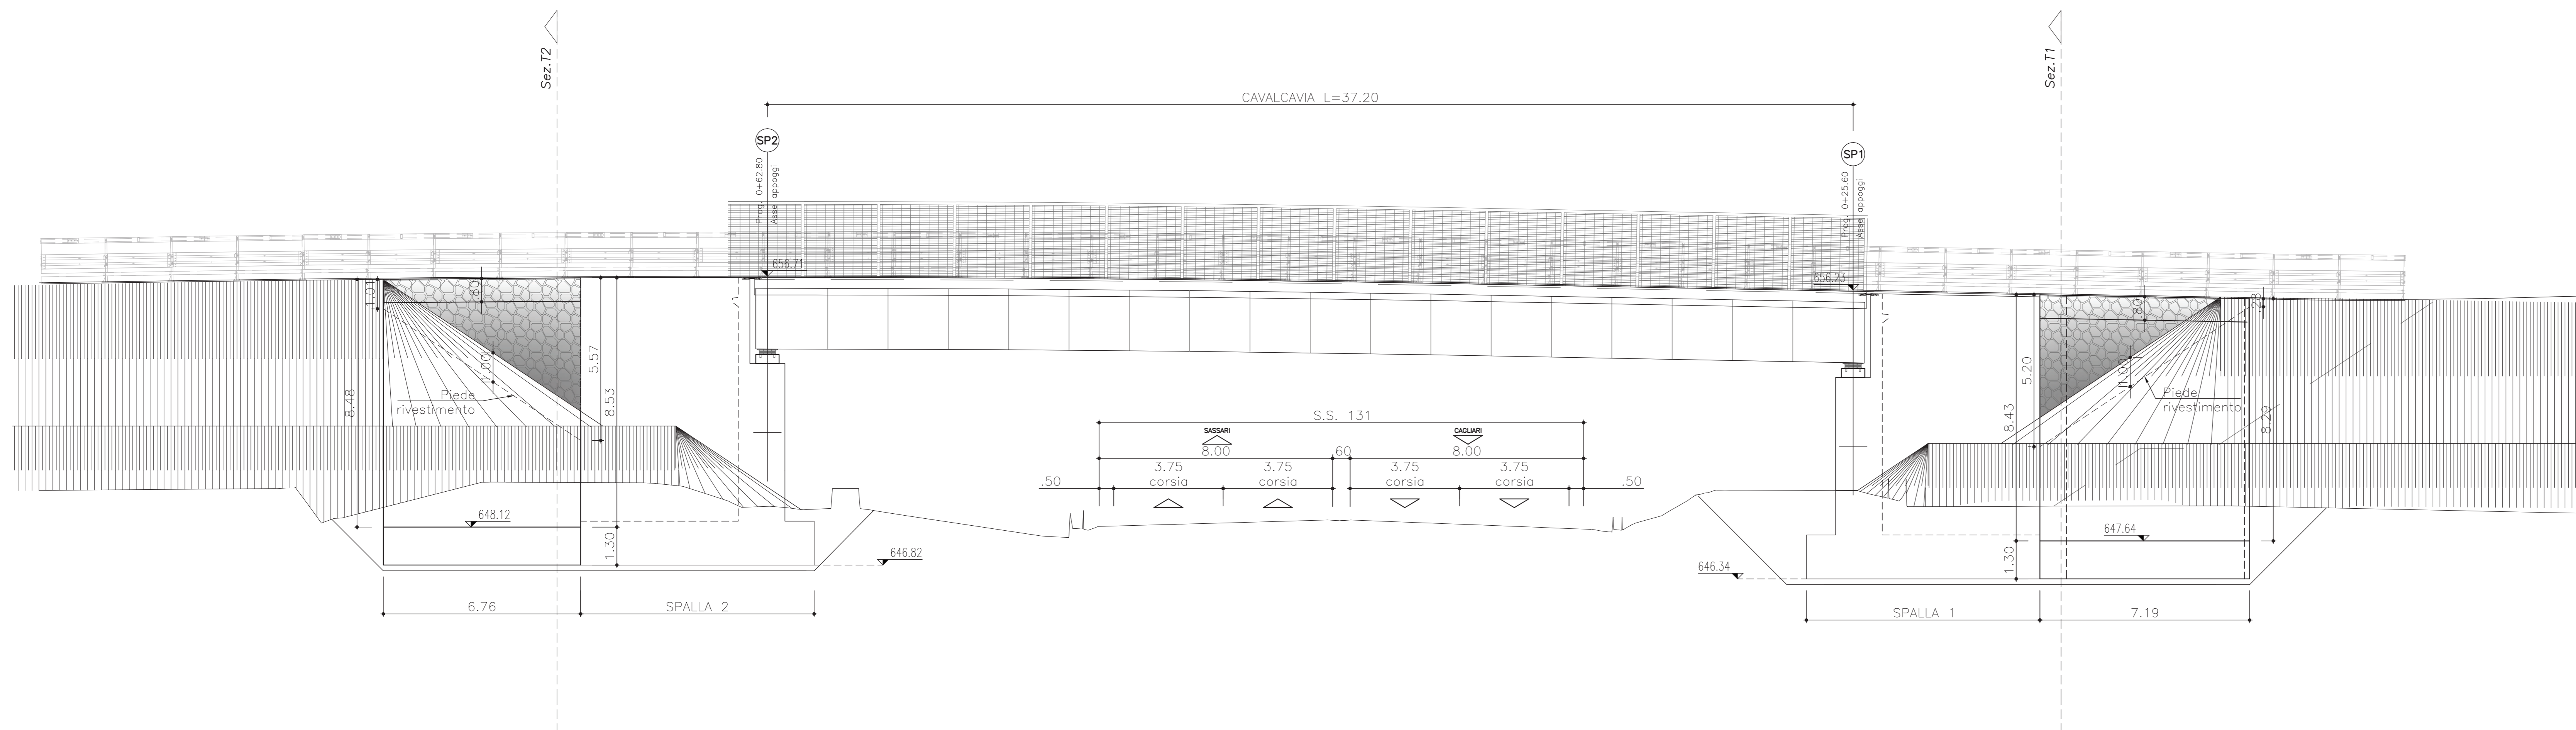 Sez.T2
Sez.T1
CAVALCAVIA L=37.20
SP2
SP1
Prog. 0+62.80
Asse appoggi
Prog. 0+25.60
Asse appoggi
656.71
656.23
1.01
.80
5.57
8.53
8.48
(1.00)
Piede
rivestimento
648.12
1.30
646.82
6.76
SPALLA 2
S.S. 131
SASSARI
CAGLIARI
8.00
60
8.00
3.75
3.75
3.75
3.75
.50
corsia
corsia
corsia
corsia
.50
.80
.28
5.20
8.43
8.29
(1.00)
Piede
rivestimento
647.64
1.30
646.34
SPALLA 1
7.19